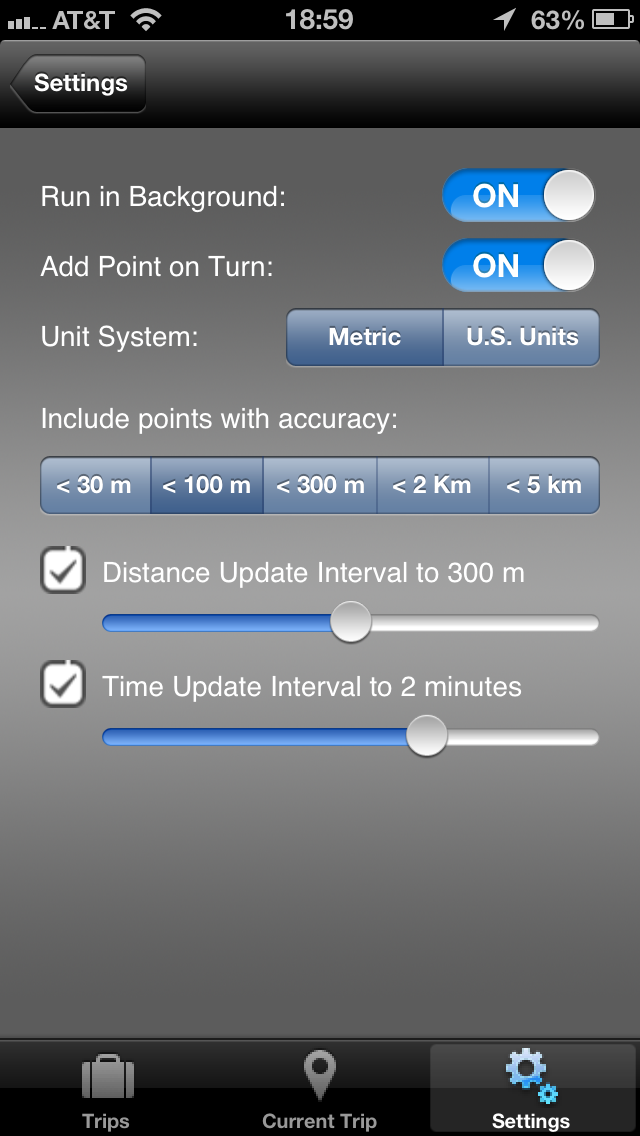 AT&T 18:59 63%
Settings
Run in Background: ON
Add Point on Turn: ON
Unit System: Metric U.S. Units
Include points with accuracy:
< 30 m < 100 m < 300 m < 2 Km < 5 km
Distance Update Interval to 300 m
Time Update Interval to 2 minutes
Trips Current Trip Settings